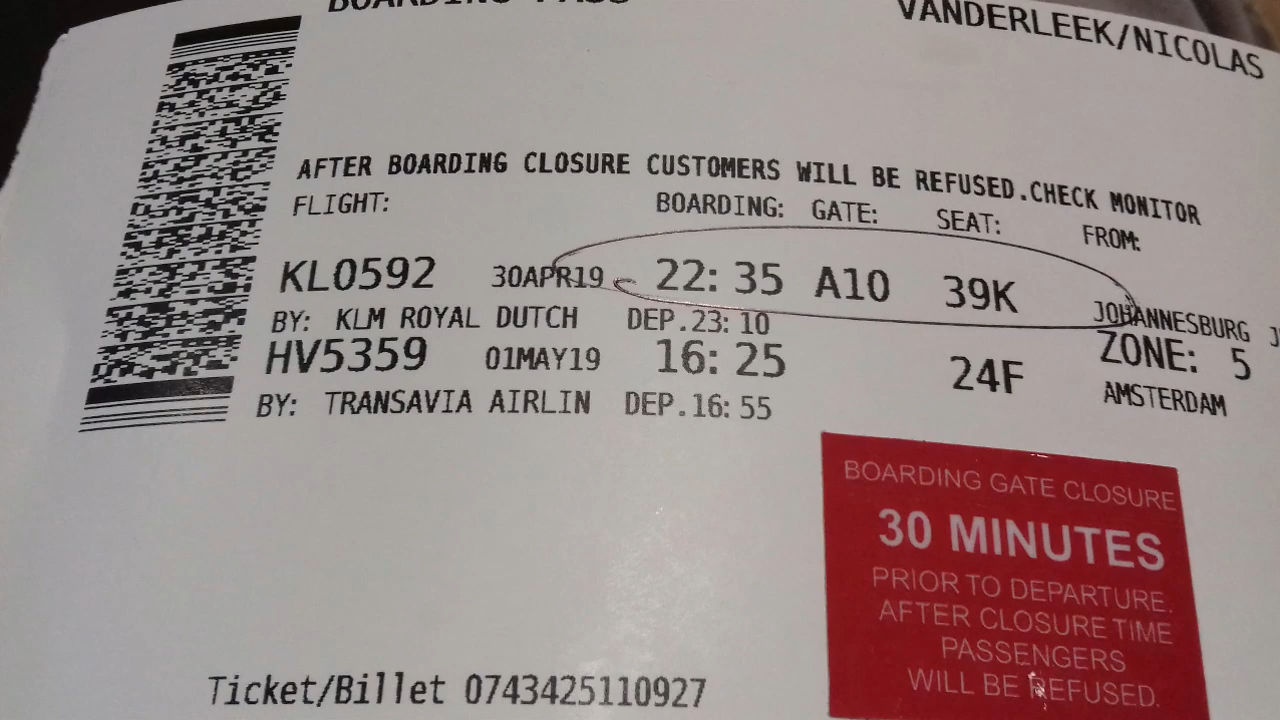 BOARDING PASS
VANDERLEEK/NICOLAS
AFTER BOARDING CLOSURE CUSTOMERS WILL BE REFUSED.CHECK MONITOR
FLIGHT: BOARDING: GATE: SEAT: FROM:
KL0592 30APR19 22:35 A10 39K JOHANNESBURG
BY: KLM ROYAL DUTCH DEP.23:10 ZONE: 5
HV5359 01MAY19 16:25 24F AMSTERDAM
BY: TRANSAVIA AIRLIN DEP.16:55
BOARDING GATE CLOSURE
30 MINUTES
PRIOR TO DEPARTURE.
AFTER CLOSURE TIME
PASSENGERS
WILL BE REFUSED.
Ticket/Billet 0743425110927